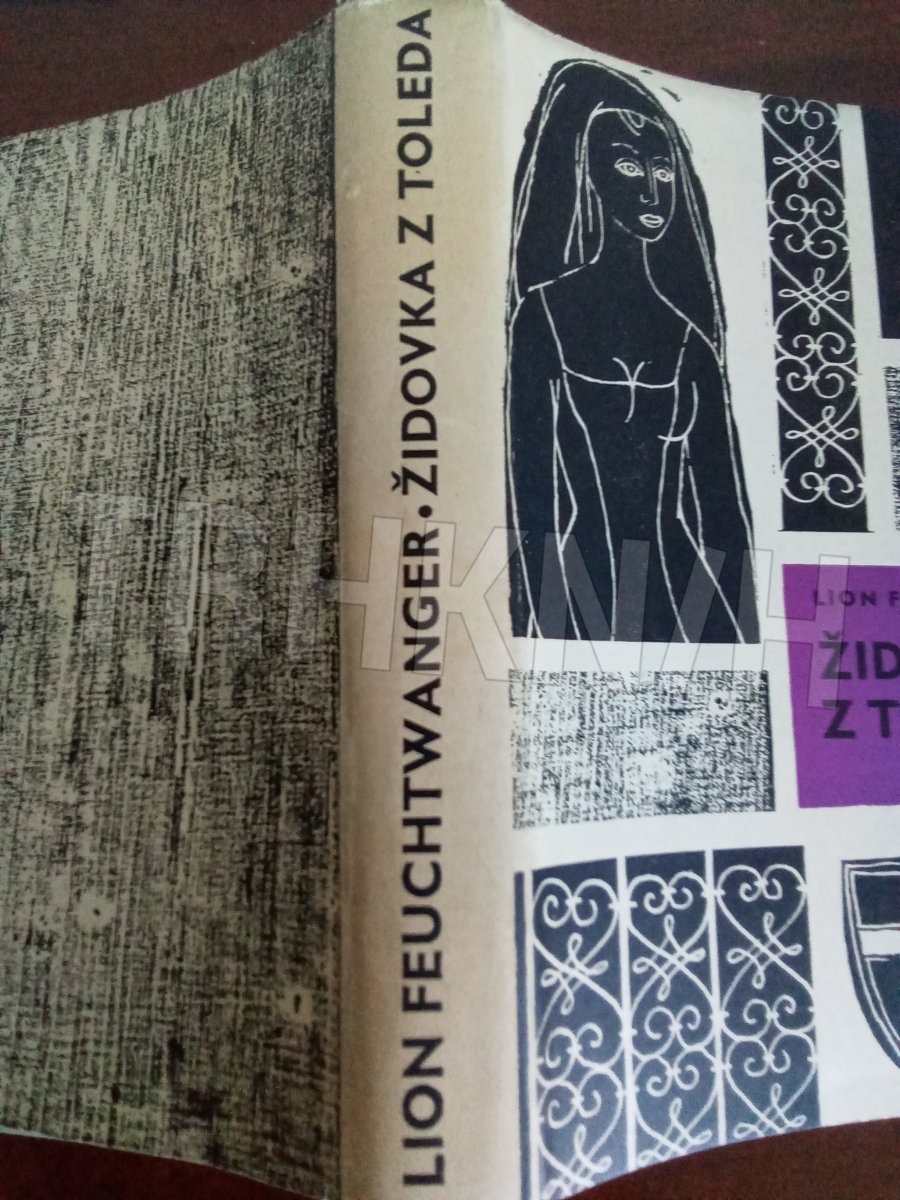 LION FEUCHTWANGER • ŽIDOVKA Z TOLEDA
LION F
ŽID
Z T